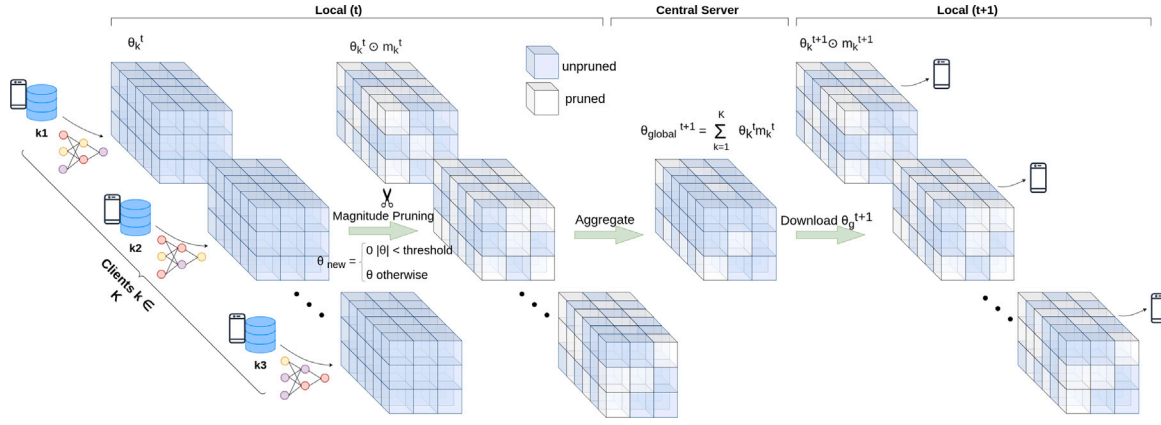 Local (t)
Central Server
Local (t+1)
θₖᵗ
θₖᵗ ⊙ mₖᵗ
unpruned
pruned
θₖᵗ⁺¹⊙ mₖᵗ⁺¹
k1
θglobal ᵗ⁺¹ = Σ θₖᵗmₖᵗ
K
k=1
k2
Magnitude Pruning
θ new = 0 |θ| < threshold
θ otherwise
Aggregate
Download θgᵗ⁺¹
Clients k ∈
K
k3